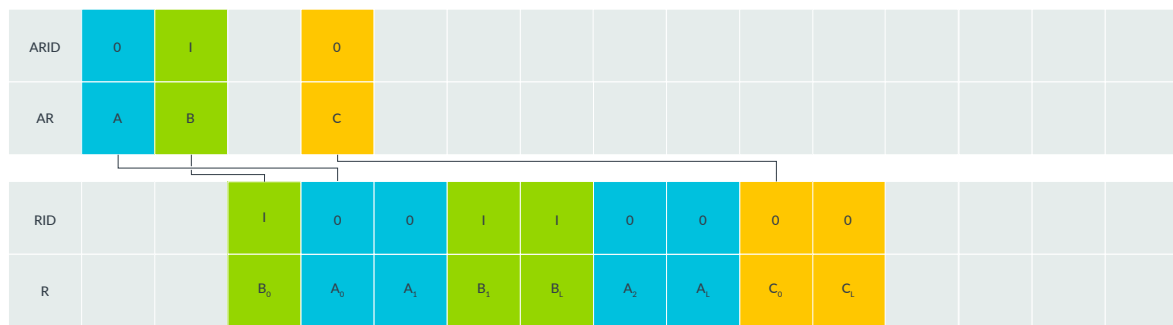 ARID 0 1 0
AR A B C
RID 1 0 0 1 1 0 0 0 0
R B0 A0 A1 B1 BL A2 AL C0 CL